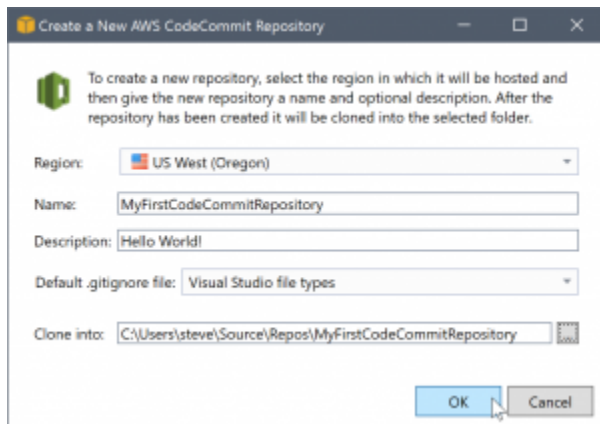 Create a New AWS CodeCommit Repository
To create a new repository, select the region in which it will be hosted and
then give the new repository a name and optional description. After the
repository has been created it will be cloned into the selected folder.
Region: US West (Oregon)
Name: MyFirstCodeCommitRepository
Description: Hello World!
Default .gitignore file: Visual Studio file types
Clone into: C:\Users\steve\Source\Repos\MyFirstCodeCommitRepository ...
OK Cancel